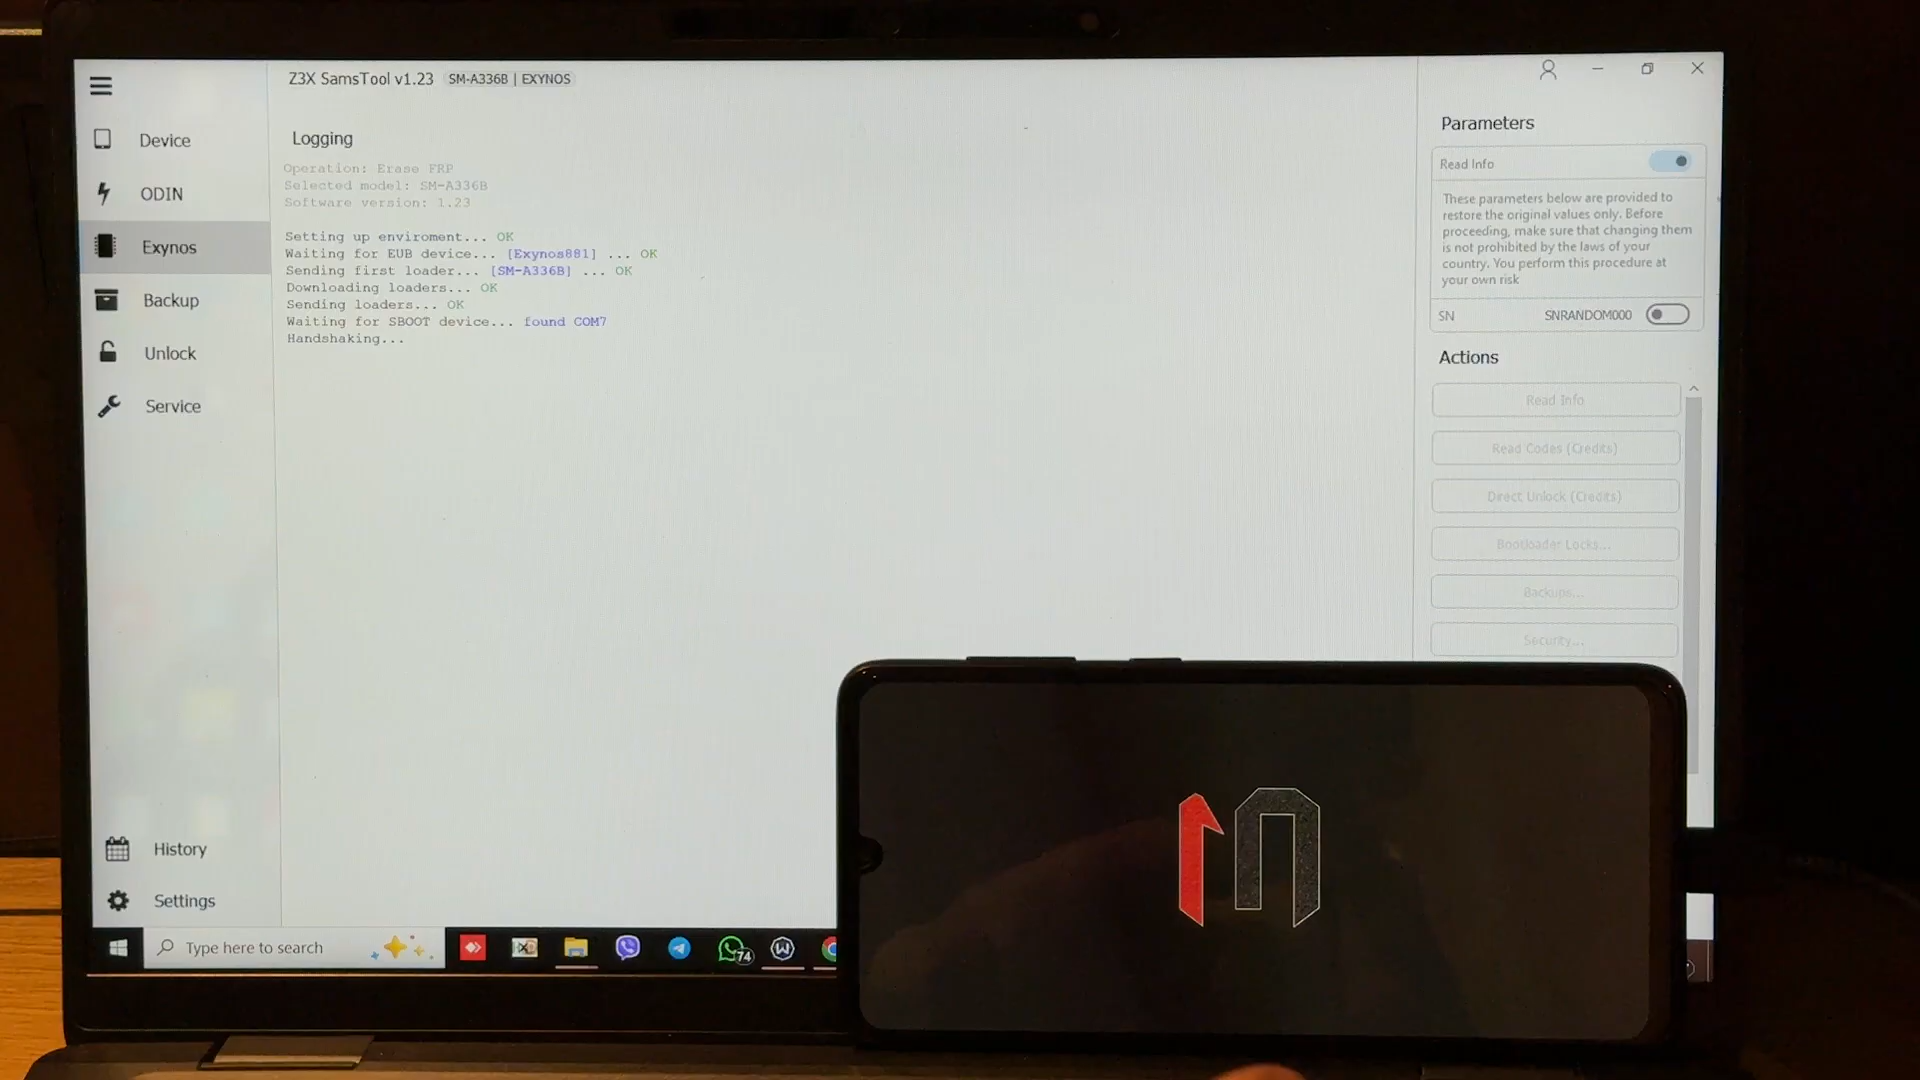 Z3X SamsTool v1.23 SM-A336B | EXYNOS
Device
ODIN
Exynos
Backup
Unlock
Service
History
Settings
Logging
Operation: Erase FRP
Selected model: SM-A336B
Software version: 1.23
Setting up enviroment... OK
Waiting for EUB device... [Exynos881] ... OK
Sending first loader... [SM-A336B] ... OK
Downloading loaders... OK
Sending loaders... OK
Waiting for SBOOT device... found COM7
Handshaking...
Parameters
Read Info
These parameters below are provided to
restore the original values only. Before
proceeding, make sure that changing them
is not prohibited by the laws of your
country. You perform this procedure at
your own risk
SN SNRANDOM000
Actions
Read Info
Read Codes (Credits)
Direct Unlock (Credits)
Bootloader Locks...
Backups...
Security...
Type here to search
74